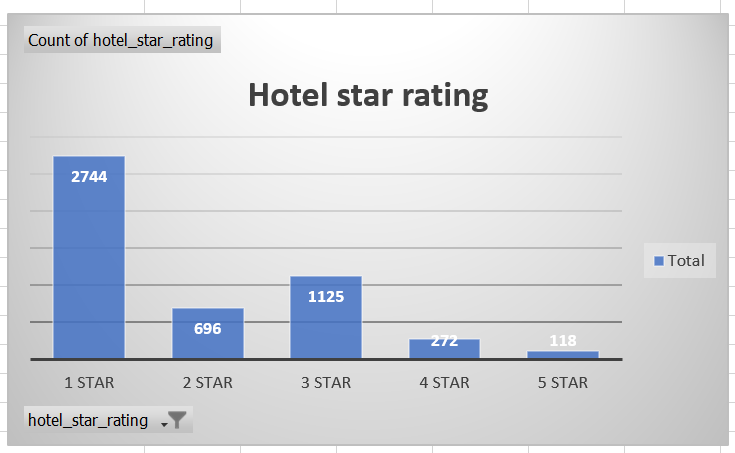 Count of hotel_star_rating
Hotel star rating
2744
696
1125
272
118
Total
1 STAR
2 STAR
3 STAR
4 STAR
5 STAR
hotel_star_rating